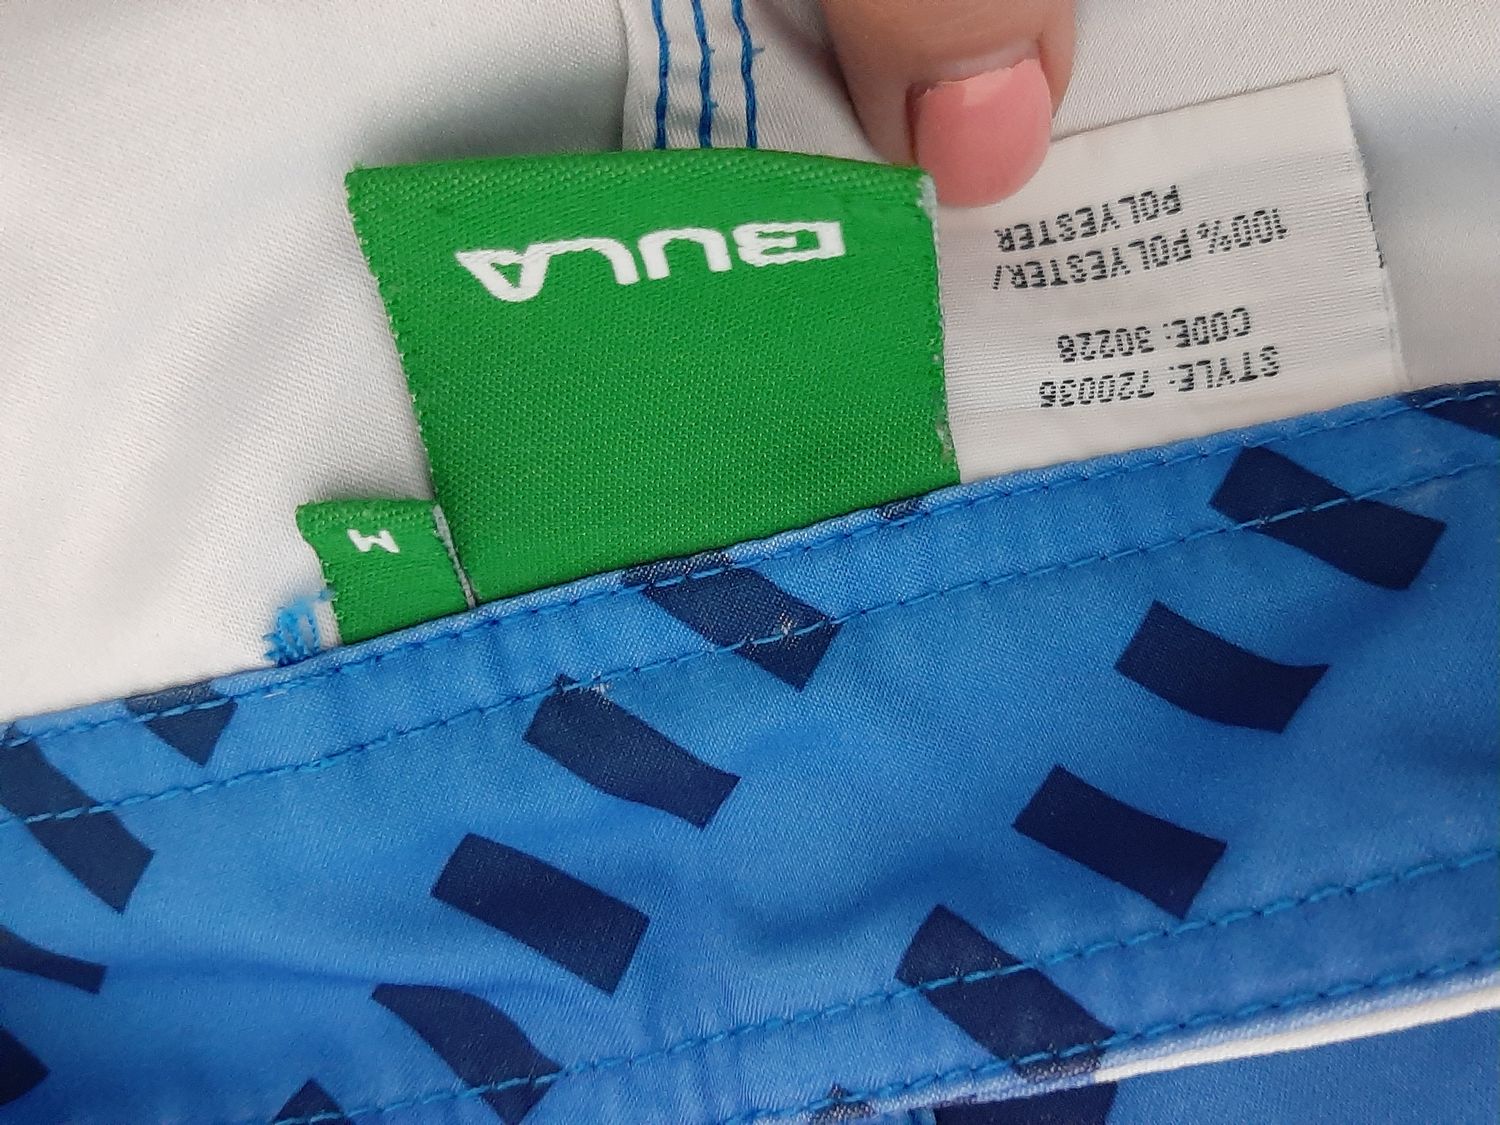 BULA
M
STYLE: 720036
CODE: 30228
100% POLYESTER/
POLYESTER